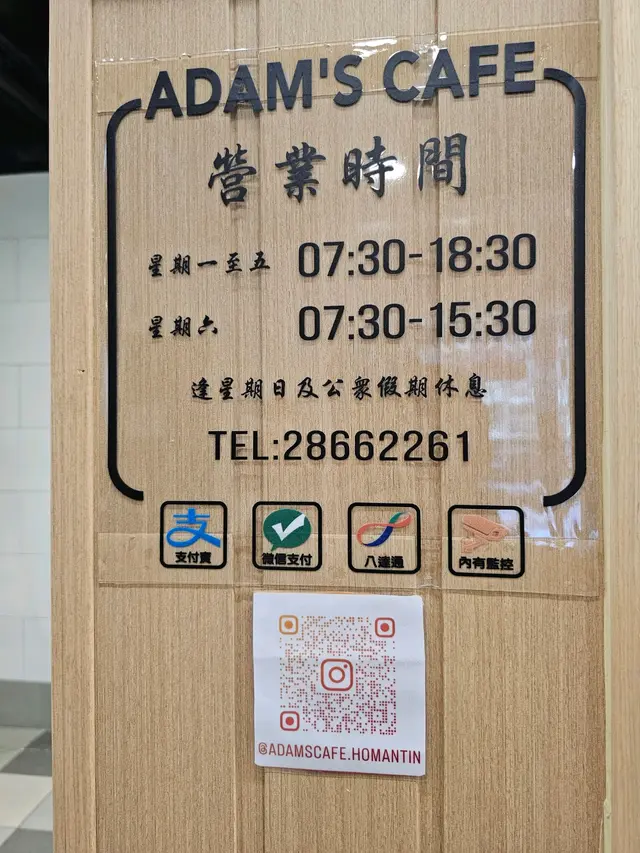 ADAM'S CAFE
營業時間
星期一至五 07:30-18:30
星期六 07:30-15:30
逢星期日及公眾假期休息
TEL:28662261
支 支付寶
微信支付
八達通
內有監控
@ADAMSCAFE.HOMANTIN